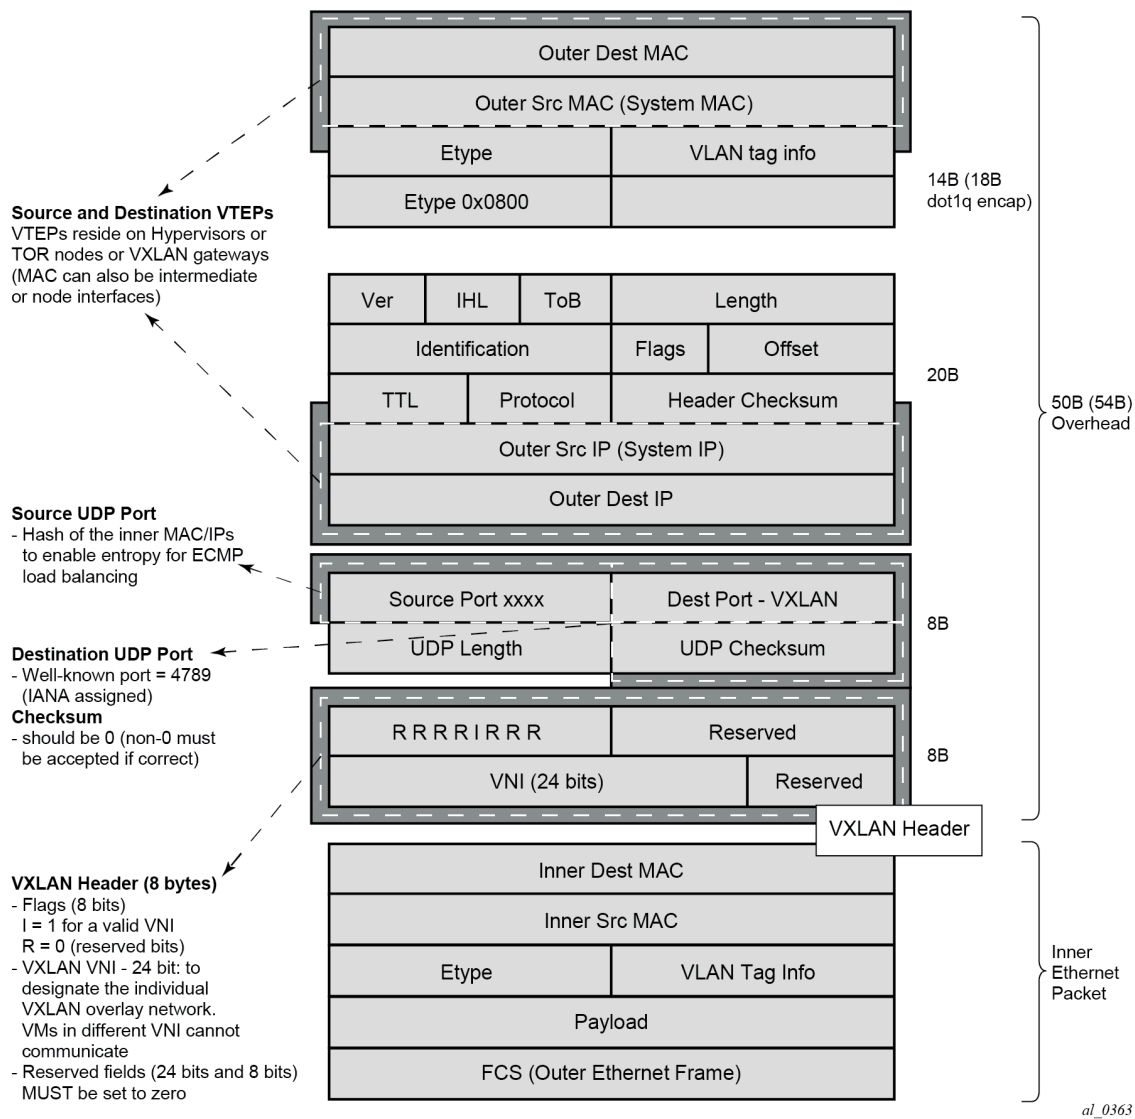 Outer Dest MAC
Outer Src MAC (System MAC)
Etype
VLAN tag info
Etype 0x0800
14B (18B
dot1q encap)
Source and Destination VTEPs
VTEPs reside on Hypervisors or
TOR nodes or VXLAN gateways
(MAC can also be intermediate
or node interfaces)
Ver
IHL
ToB
Length
Identification
Flags
Offset
20B
TTL
Protocol
Header Checksum
Outer Src IP (System IP)
Outer Dest IP
50B (54B)
Overhead
Source UDP Port
- Hash of the inner MAC/IPs
to enable entropy for ECMP
load balancing
Source Port xxxx
Dest Port - VXLAN
8B
UDP Length
UDP Checksum
Destination UDP Port
- Well-known port = 4789
(IANA assigned)
Checksum
- should be 0 (non-0 must
be accepted if correct)
R R R R I R R R
Reserved
8B
VNI (24 bits)
Reserved
VXLAN Header
VXLAN Header (8 bytes)
- Flags (8 bits)
I = 1 for a valid VNI
R = 0 (reserved bits)
- VXLAN VNI - 24 bit: to
designate the individual
VXLAN overlay network.
VMs in different VNI cannot
communicate
- Reserved fields (24 bits and 8 bits)
MUST be set to zero
Inner Dest MAC
Inner Src MAC
Etype
VLAN Tag Info
Payload
FCS (Outer Ethernet Frame)
Inner
Ethernet
Packet
al_0363